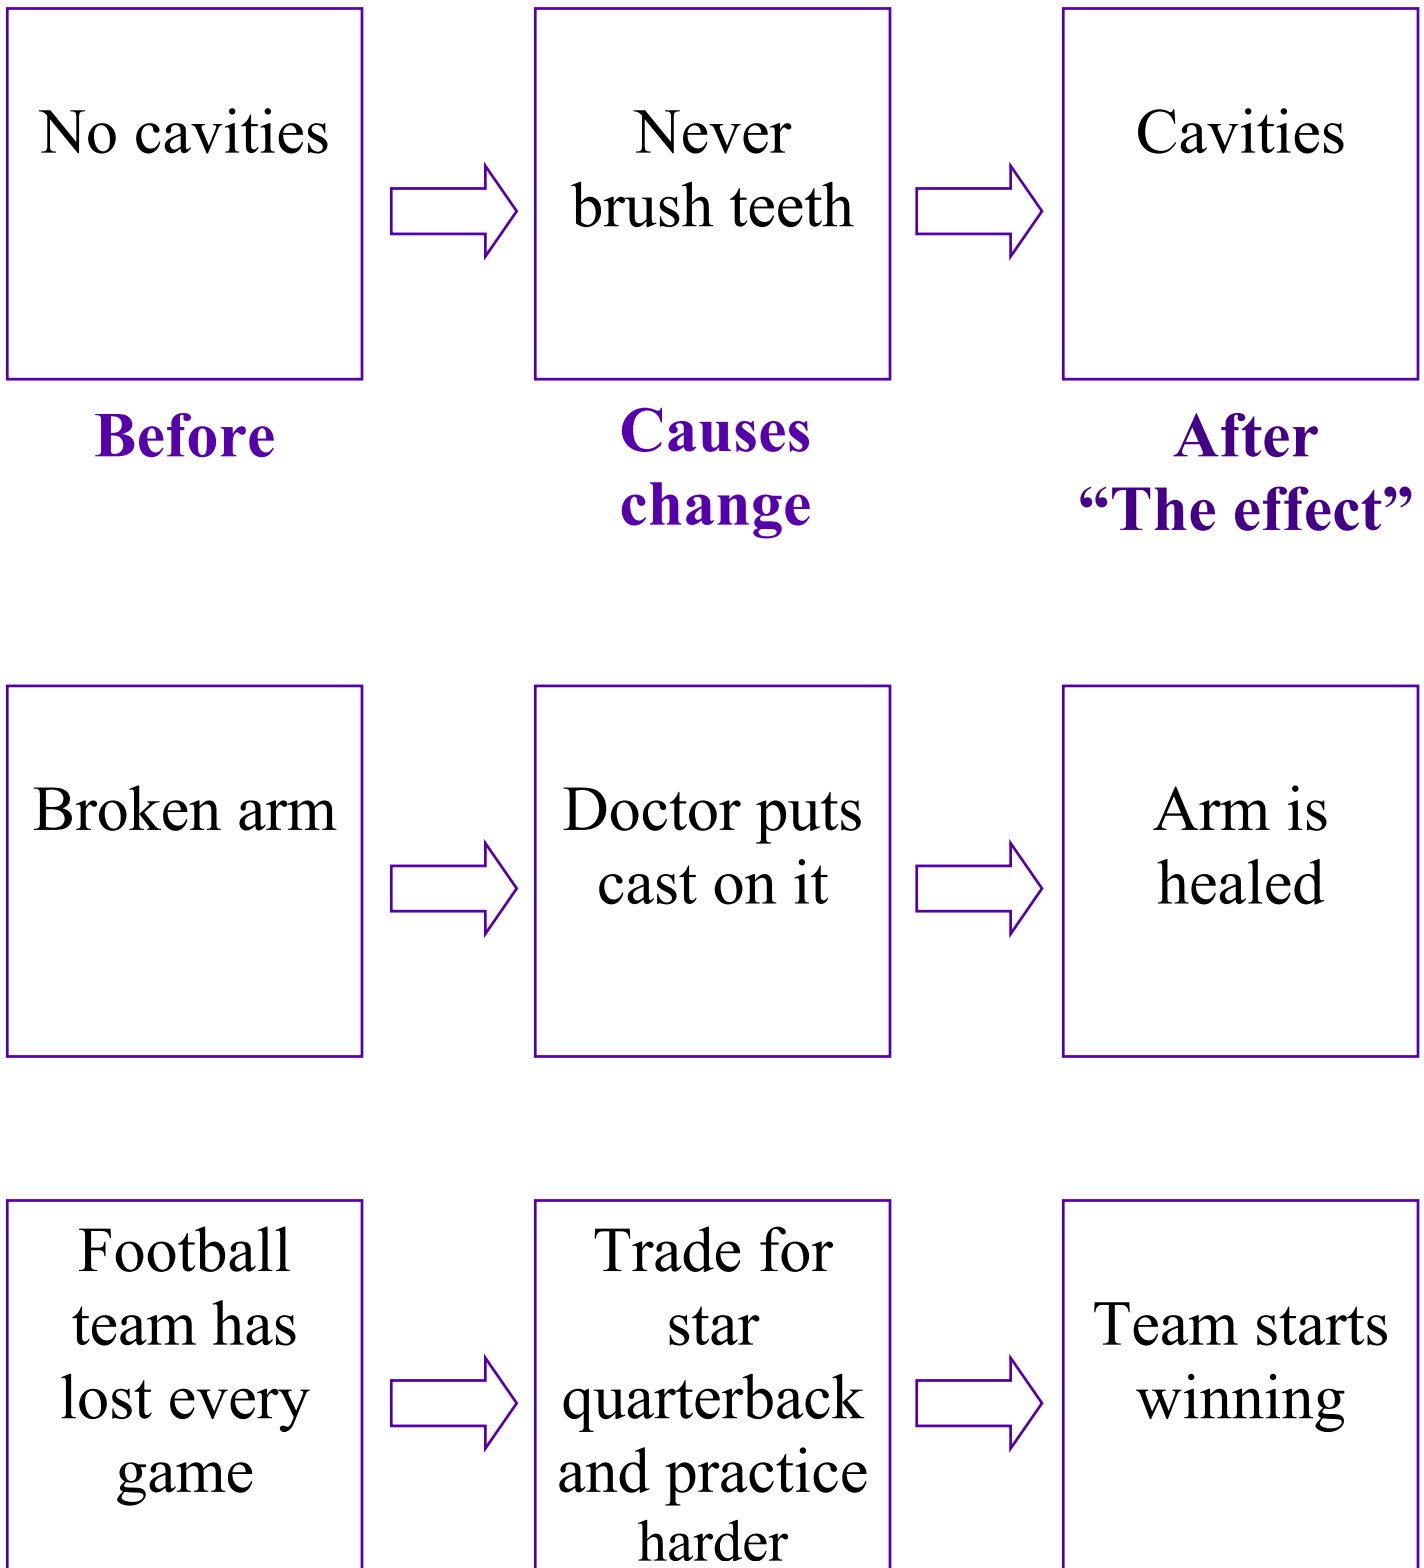 No cavities
Never
brush teeth
Cavities
Before
Causes
change
After
“The effect”
Broken arm
Doctor puts
cast on it
Arm is
healed
Football
team has
lost every
game
Trade for
star
quarterback
and practice
harder
Team starts
winning